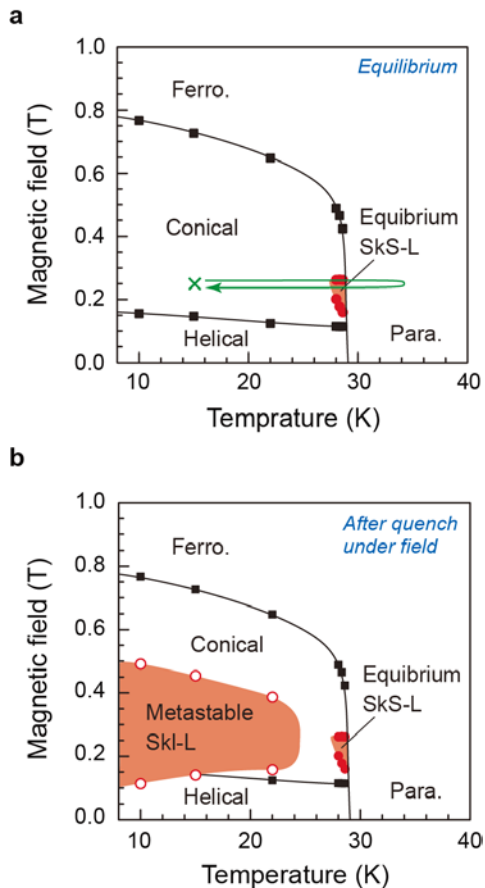 a
Equilibrium
Ferro.
Conical
Equibrium
SkS-L
Helical
Para.
1.0
0.8
0.6
0.4
0.2
0.0
Magnetic field (T)
10
20
30
40
Temprature (K)
b
After quench
under field
Ferro.
Conical
Equibrium
SkS-L
Metastable
SkI-L
Helical
Para.
1.0
0.8
0.6
0.4
0.2
0.0
Magnetic field (T)
10
20
30
40
Temperature (K)